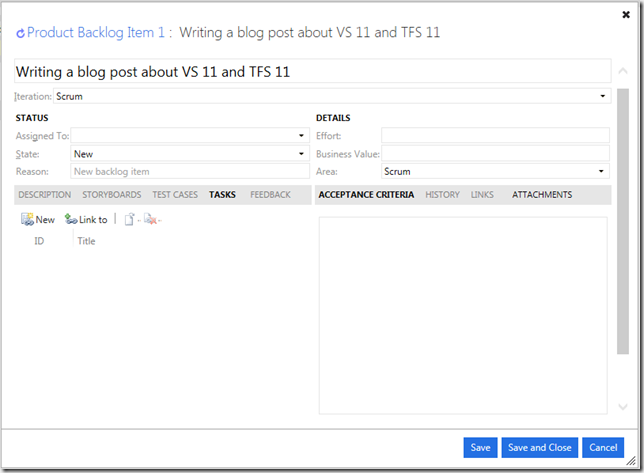 Product Backlog Item 1 : Writing a blog post about VS 11 and TFS 11
Writing a blog post about VS 11 and TFS 11
Iteration: Scrum
STATUS
Assigned To:
State: New
Reason: New backlog item
DETAILS
Effort:
Business Value:
Area: Scrum
DESCRIPTION STORYBOARDS TEST CASES TASKS FEEDBACK
New Link to
ID Title
ACCEPTANCE CRITERIA HISTORY LINKS ATTACHMENTS
Save Save and Close Cancel